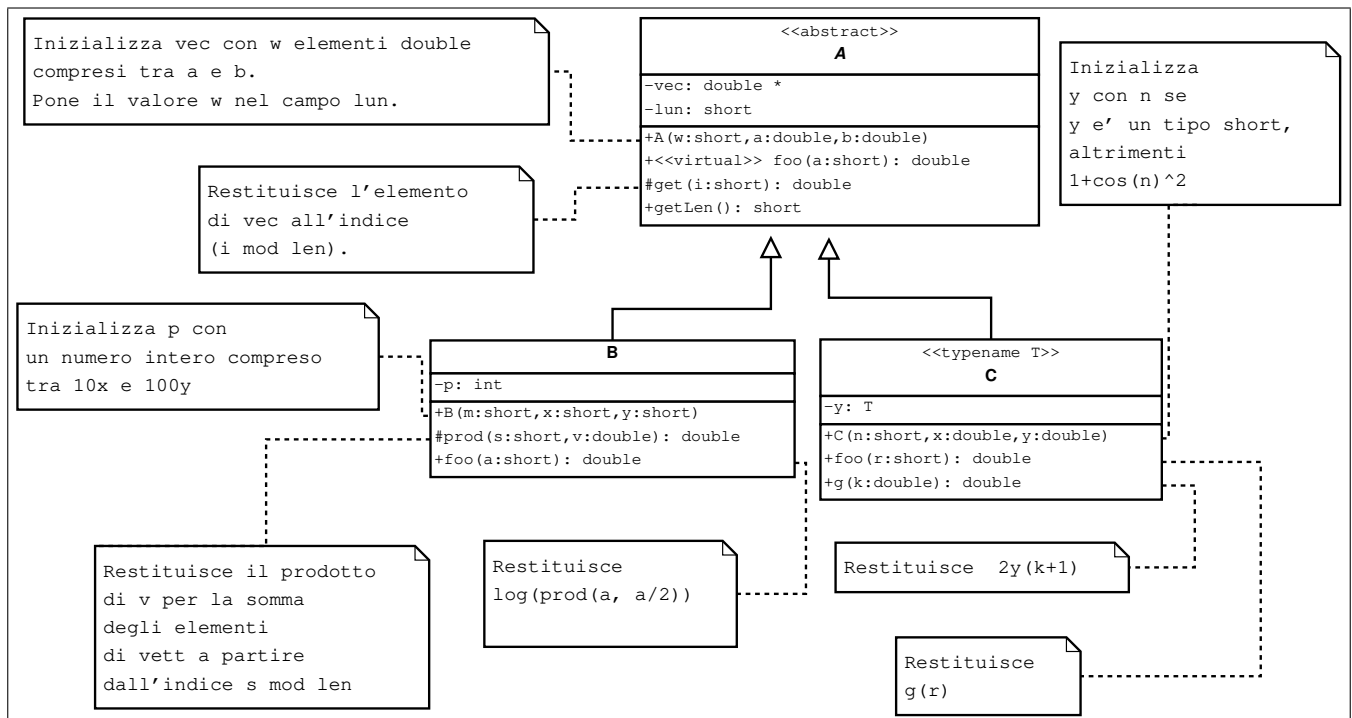 Inizializza vec con w elementi double
compresi tra a e b.
Pone il valore w nel campo lun.
<<abstract>>
A
-vec: double *
-lun: short
+A(w:short,a:double,b:double)
+<<virtual>> foo(a:short): double
#get(i:short): double
+getLen(): short
Inizializza
y con n se
y e' un tipo short,
altrimenti
1+cos(n)^2
Restituisce l'elemento
di vec all'indice
(i mod len).
Inizializza p con
un numero intero compreso
tra 10x e 100y
B
-p: int
+B(m:short,x:short,y:short)
#prod(s:short,v:double): double
+foo(a:short): double
<<typename T>>
C
-y: T
+C(n:short,x:double,y:double)
+foo(r:short): double
+g(k:double): double
Restituisce il prodotto
di v per la somma
degli elementi
di vett a partire
dall'indice s mod len
Restituisce
log(prod(a, a/2))
Restituisce  2y(k+1)
Restituisce
g(r)